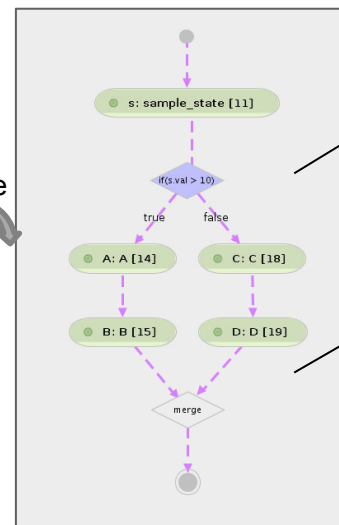 s: sample_state [11]
if(s.val > 10)
true false
A: A [14] C: C [18]
B: B [15] D: D [19]
merge